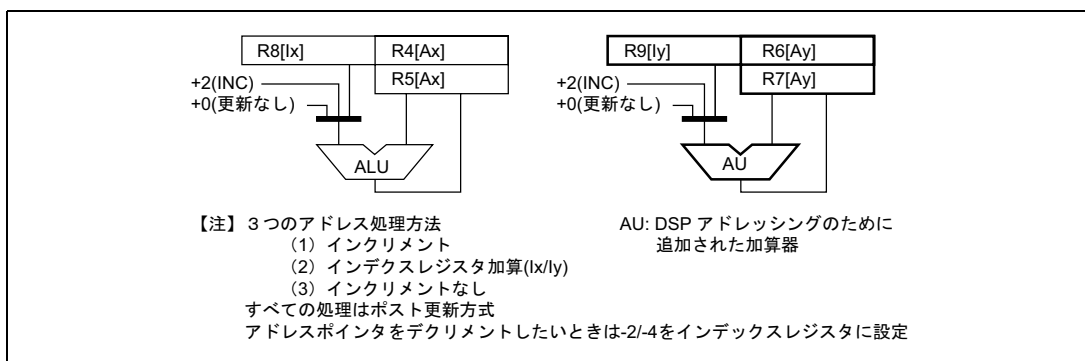 R8[Ix] R4[Ax]
R5[Ax]
+2(INC)
+0(更新なし)
ALU
R9[Iy] R6[Ay]
R7[Ay]
+2(INC)
+0(更新なし)
AU
【注】 3つのアドレス処理方法
(1) インクリメント
(2) インデクスレジスタ加算(Ix/Iy)
(3) インクリメントなし
すべての処理はポスト更新方式
アドレスポインタをデクリメントしたいときは-2/-4をインデックスレジスタに設定
AU: DSP アドレッシングのために
追加された加算器